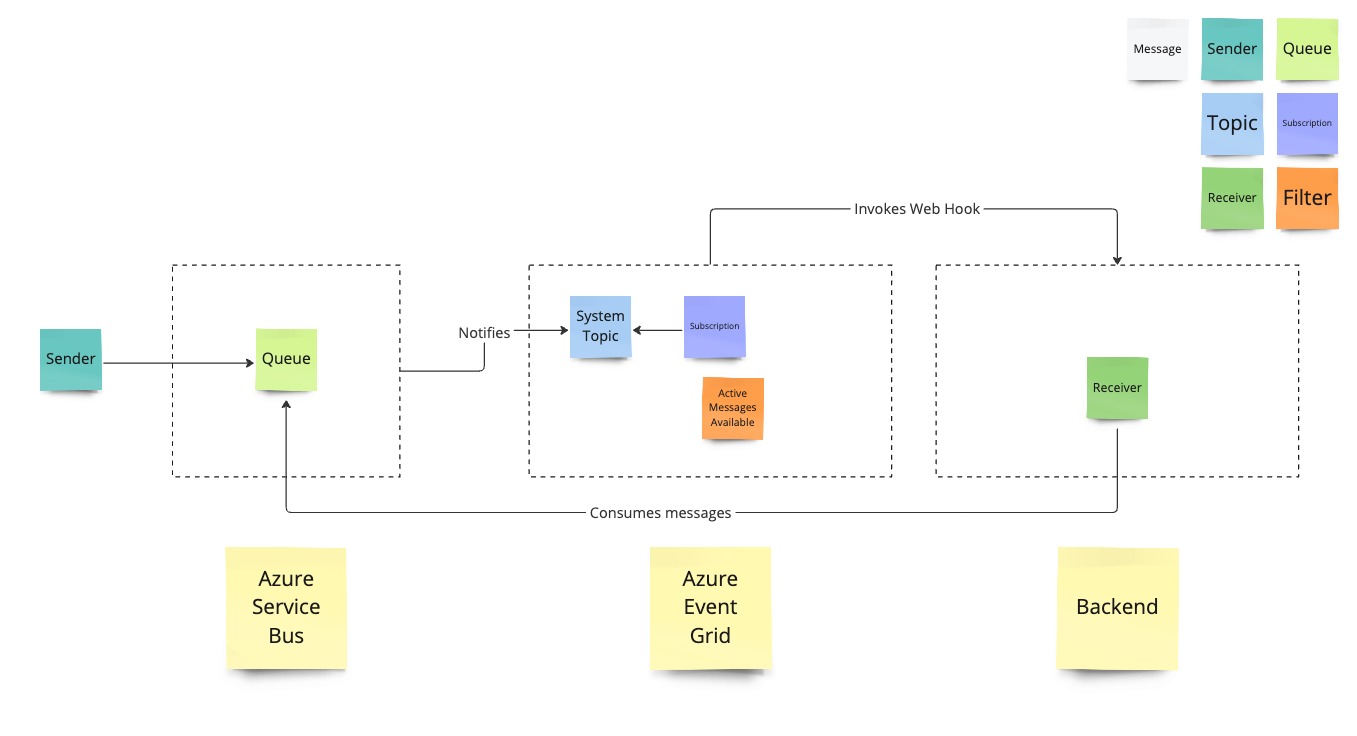 Message
Sender
Queue
Topic
Subscription
Receiver
Filter
Invokes Web Hook
Sender
Queue
Notifies
System
Topic
Subscription
Active
Messages
Available
Receiver
Consumes messages
Azure
Service
Bus
Azure
Event
Grid
Backend